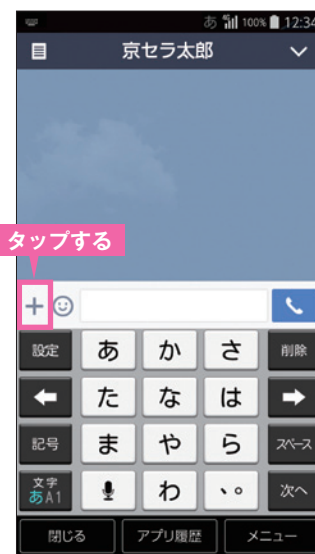 あ 100% 12:34
京セラ太郎
タップする
設定 あ か さ 削除
た な は
記号 ま や ら スペース
文字 あA1 わ 、。 次へ
閉じる アプリ履歴 メニュー